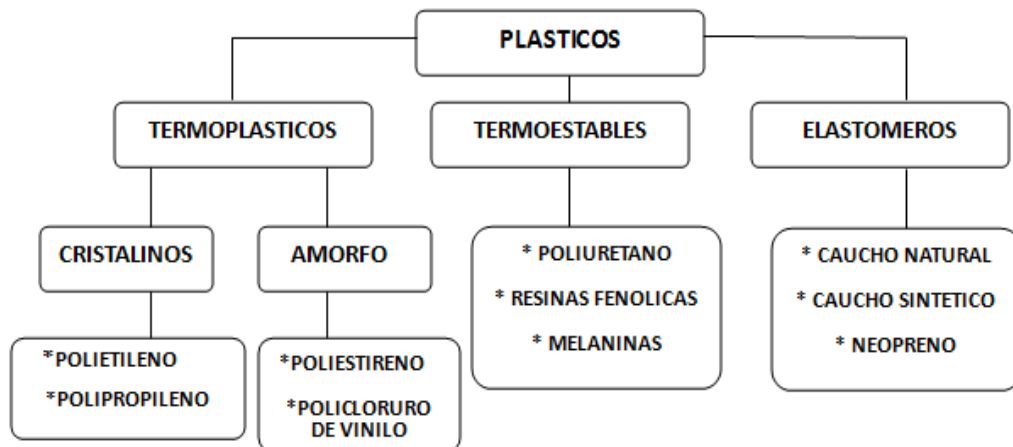 PLASTICOS
TERMOPLASTICOS
TERMOESTABLES
ELASTOMEROS
CRISTALINOS
AMORFO
* POLIURETANO
* RESINAS FENOLICAS
* MELANINAS
* CAUCHO NATURAL
* CAUCHO SINTETICO
* NEOPRENO
*POLIETILENO
*POLIPROPILENO
*POLIESTIRENO
*POLICLORURO
DE VINILO